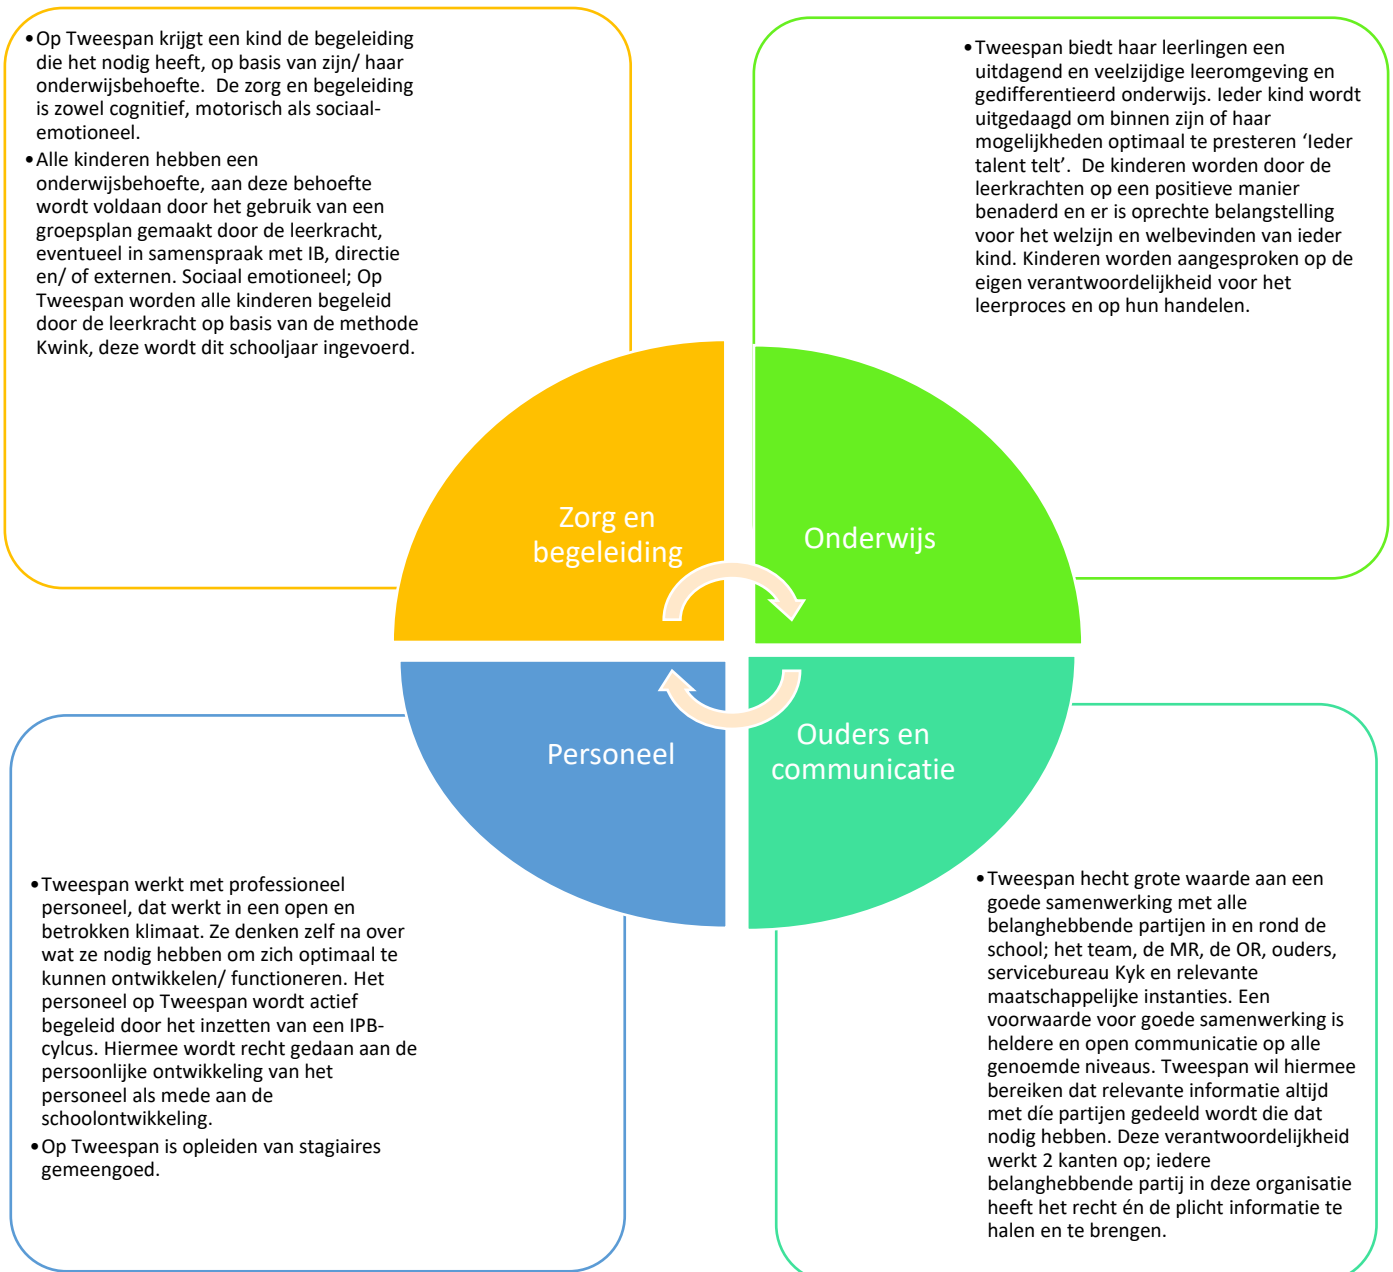 •Op Tweespan krijgt een kind de begeleiding
die het nodig heeft, op basis van zijn/ haar
onderwijsbehoefte.  De zorg en begeleiding
is zowel cognitief, motorisch als sociaal-
emotioneel.
•Alle kinderen hebben een
onderwijsbehoefte, aan deze behoefte
wordt voldaan door het gebruik van een
groepsplan gemaakt door de leerkracht,
eventueel in samenspraak met IB, directie
en/ of externen. Sociaal emotioneel; Op
Tweespan worden alle kinderen begeleid
door de leerkracht op basis van de methode
Kwink, deze wordt dit schooljaar ingevoerd.
•Tweespan biedt haar leerlingen een
uitdagend en veelzijdige leeromgeving en
gedifferentieerd onderwijs. Ieder kind wordt
uitgedaagd om binnen zijn of haar
mogelijkheden optimaal te presteren ‘Ieder
talent telt’.  De kinderen worden door de
leerkrachten op een positieve manier
benaderd en er is oprechte belangstelling
voor het welzijn en welbevinden van ieder
kind. Kinderen worden aangesproken op de
eigen verantwoordelijkheid voor het
leerproces en op hun handelen.
Zorg en
begeleiding
Onderwijs
Personeel
Ouders en
communicatie
•Tweespan werkt met professioneel
personeel, dat werkt in een open en
betrokken klimaat. Ze denken zelf na over
wat ze nodig hebben om zich optimaal te
kunnen ontwikkelen/ functioneren. Het
personeel op Tweespan wordt actief
begeleid door het inzetten van een IPB-
cylcus. Hiermee wordt recht gedaan aan de
persoonlijke ontwikkeling van het
personeel als mede aan de
schoolontwikkeling.
•Op Tweespan is opleiden van stagiaires
gemeengoed.
•Tweespan hecht grote waarde aan een
goede samenwerking met alle
belanghebbende partijen in en rond de
school; het team, de MR, de OR, ouders,
servicebureau Kyk en relevante
maatschappelijke instanties. Een
voorwaarde voor goede samenwerking is
heldere en open communicatie op alle
genoemde niveaus. Tweespan wil hiermee
bereiken dat relevante informatie altijd
met díe partijen gedeeld wordt die dat
nodig hebben. Deze verantwoordelijkheid
werkt 2 kanten op; iedere
belanghebbende partij in deze organisatie
heeft het recht én de plicht informatie te
halen en te brengen.